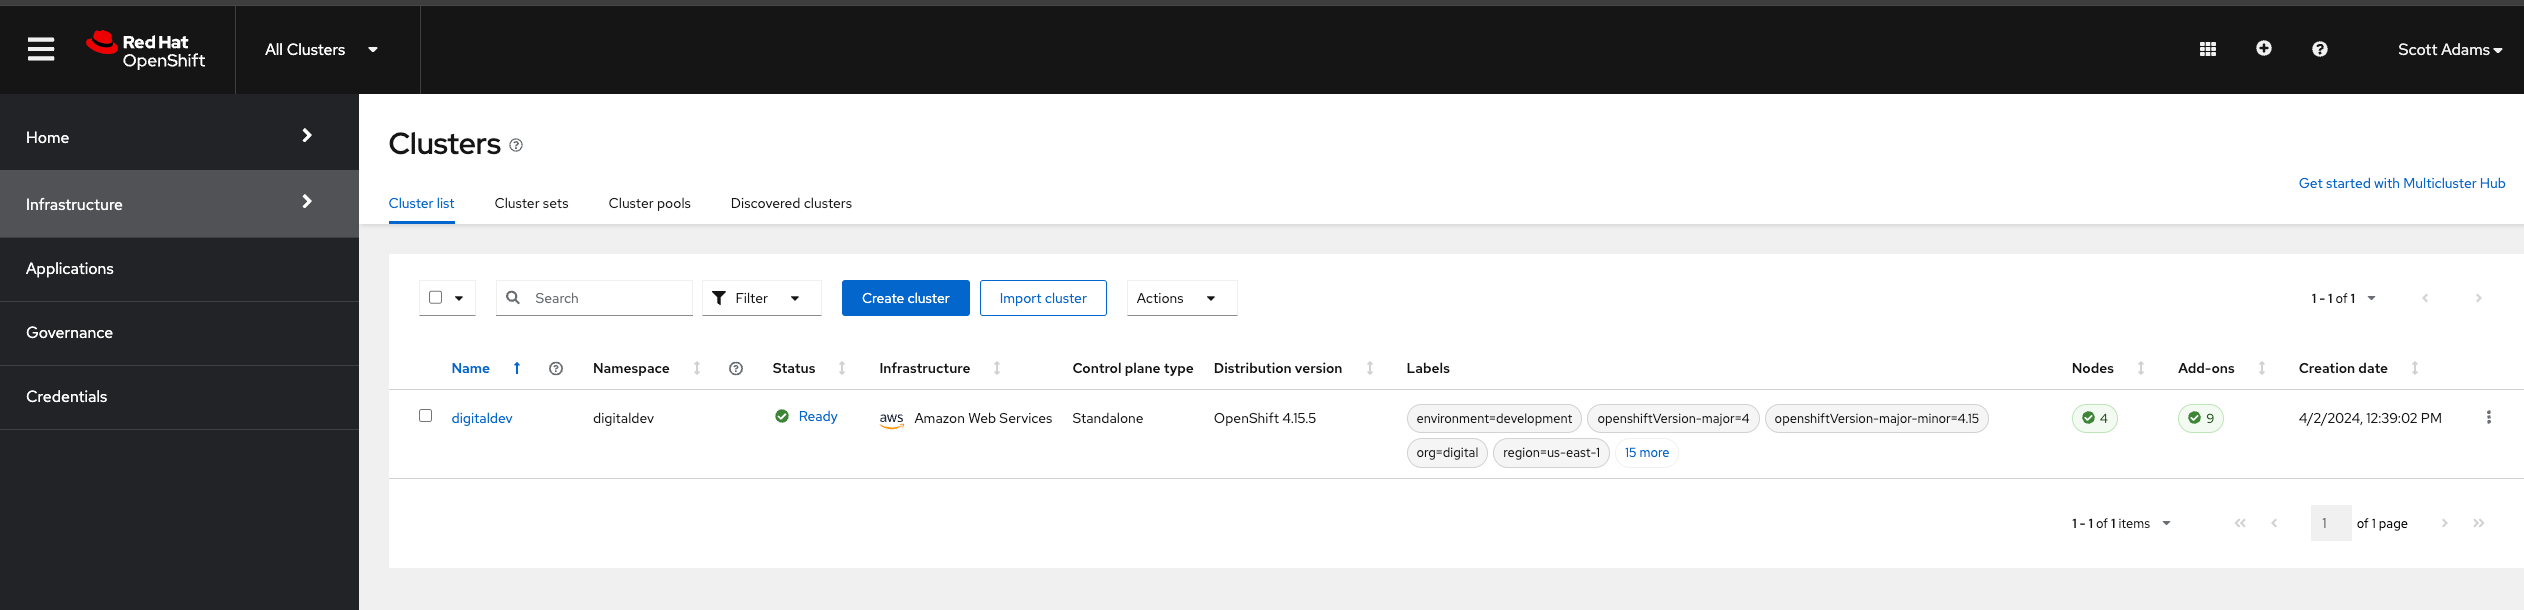 Red Hat
OpenShift
All Clusters
Scott Adams
Home
Infrastructure
Applications
Governance
Credentials
Clusters
Get started with Multicluster Hub
Cluster list Cluster sets Cluster pools Discovered clusters
Search Filter Create cluster Import cluster Actions 1 - 1 of 1
Name Namespace Status Infrastructure Control plane type Distribution version Labels Nodes Add-ons Creation date
digitaldev digitaldev Ready aws Amazon Web Services Standalone OpenShift 4.15.5 environment=development openshiftVersion-major=4 openshiftVersion-major-minor=4.15 4 9 4/2/2024, 12:39:02 PM
org=digital region=us-east-1 15 more
1 - 1 of 1 items 1 of 1 page